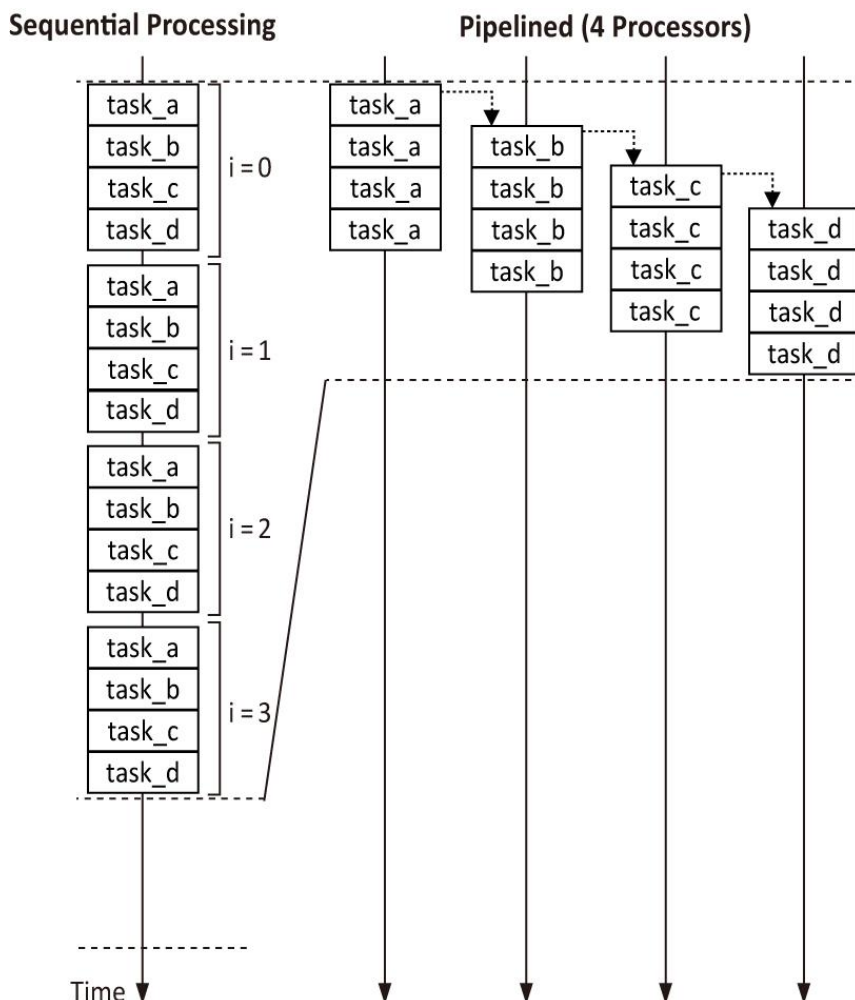 Sequential Processing
Pipelined (4 Processors)
task_a
task_b
task_c
task_d
i=0
task_a
task_b
task_c
task_d
i=1
task_a
task_b
task_c
task_d
i=2
task_a
task_b
task_c
task_d
i=3
task_a
task_a
task_a
task_a
task_b
task_b
task_b
task_b
task_c
task_c
task_c
task_c
task_d
task_d
task_d
task_d
Time